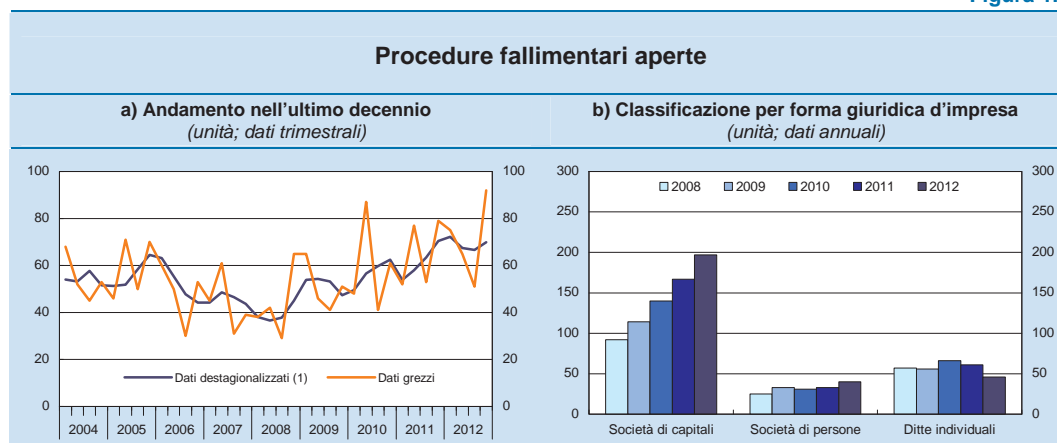 Procedure fallimentari aperte
a) Andamento nell'ultimo decennio
(unità; dati trimestrali)
b) Classificazione per forma giuridica d'impresa
(unità; dati annuali)
100
80
60
40
20
0
100
80
60
40
20
0
Dati destagionalizzati (1) Dati grezzi
2004 2005 2006 2007 2008 2009 2010 2011 2012
300
250
200
150
100
50
0
300
250
200
150
100
50
0
2008 2009 2010 2011 2012
Società di capitali Società di persone Ditte individuali